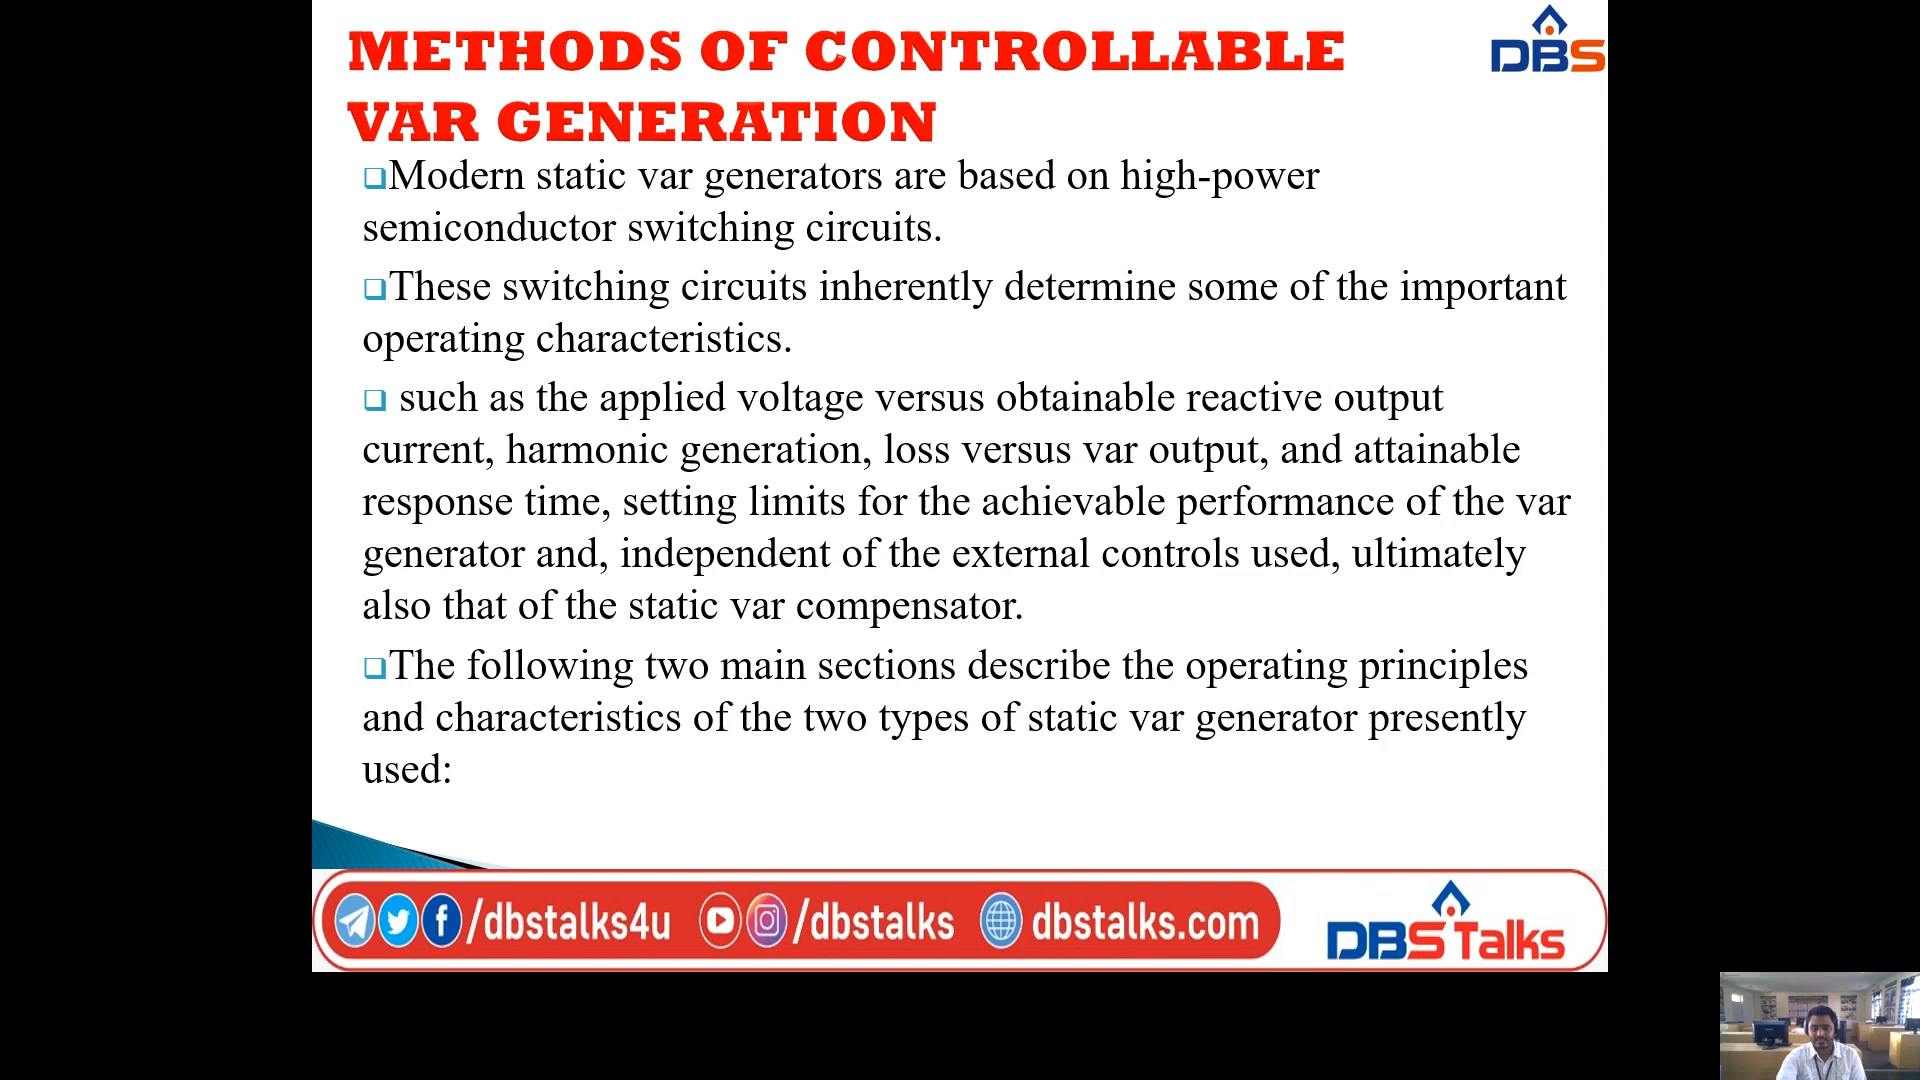 METHODS OF CONTROLLABLE
VAR GENERATION
DBS
Modern static var generators are based on high-power
semiconductor switching circuits.
These switching circuits inherently determine some of the important
operating characteristics.
such as the applied voltage versus obtainable reactive output
current, harmonic generation, loss versus var output, and attainable
response time, setting limits for the achievable performance of the var
generator and, independent of the external controls used, ultimately
also that of the static var compensator.
The following two main sections describe the operating principles
and characteristics of the two types of static var generator presently
used:
/dbstalks4u /dbstalks dbstalks.com
DBS Talks